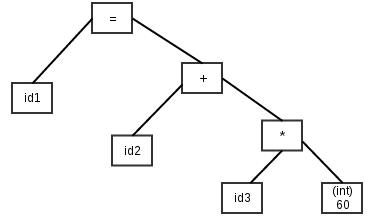 =
id1
+
id2
*
id3
(int)
60